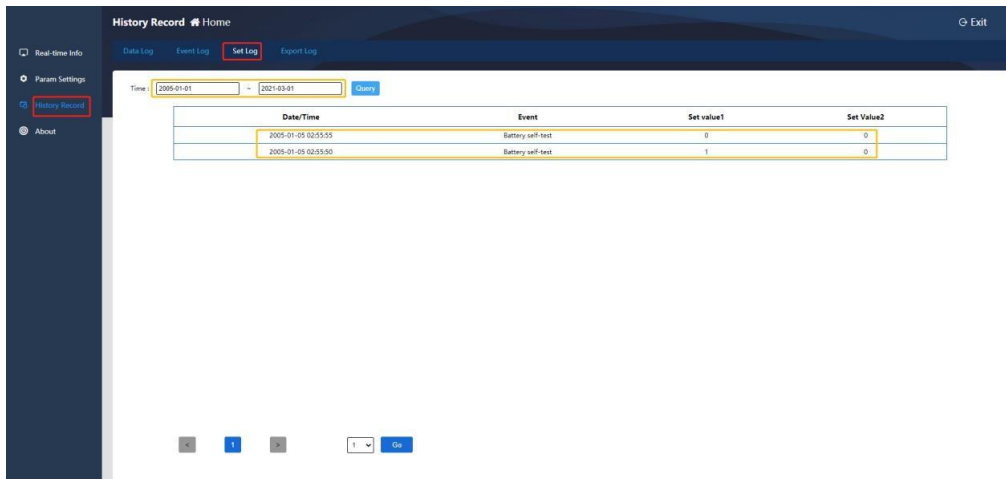 History Record Home Exit
Real-time Info
Param Settings
History Record
About
Data Log Event Log Set Log Export Log
Time : 2005-01-01 ~ 2021-03-01 Query
Date/Time Event Set value1 Set Value2
2005-01-05 02:55:55 Battery self-test 0 0
2005-01-05 02:55:50 Battery self-test 1 0
< 1 > 1 Go